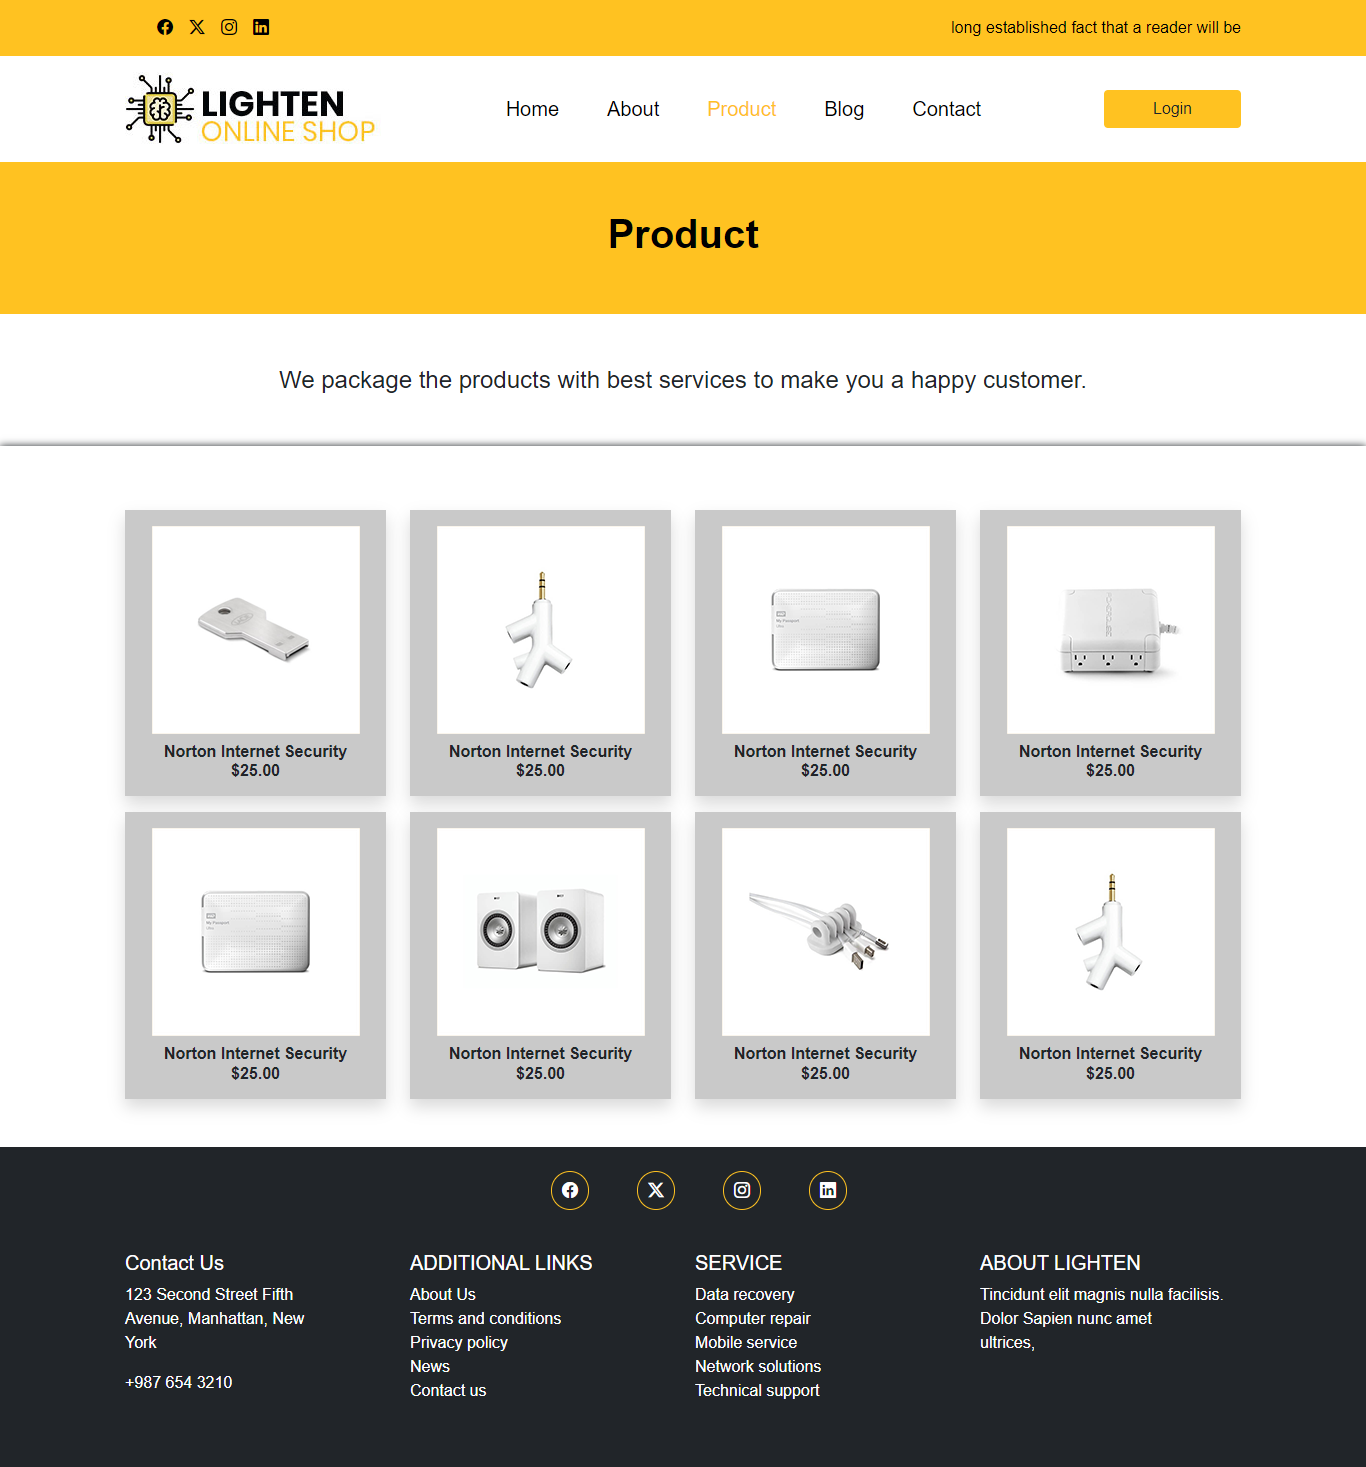 long established fact that a reader will be
LIGHTEN
ONLINE SHOP
Home About Product Blog Contact
Login
Product
We package the products with best services to make you a happy customer.
Norton Internet Security
$25.00
Norton Internet Security
$25.00
My Passport
Ultra
Norton Internet Security
$25.00
Norton Internet Security
$25.00
My Passport
Ultra
Norton Internet Security
$25.00
Norton Internet Security
$25.00
Norton Internet Security
$25.00
Norton Internet Security
$25.00
Contact Us
123 Second Street Fifth
Avenue, Manhattan, New
York
+987 654 3210
ADDITIONAL LINKS
About Us
Terms and conditions
Privacy policy
News
Contact us
SERVICE
Data recovery
Computer repair
Mobile service
Network solutions
Technical support
ABOUT LIGHTEN
Tincidunt elit magnis nulla facilisis.
Dolor Sapien nunc amet
ultrices,